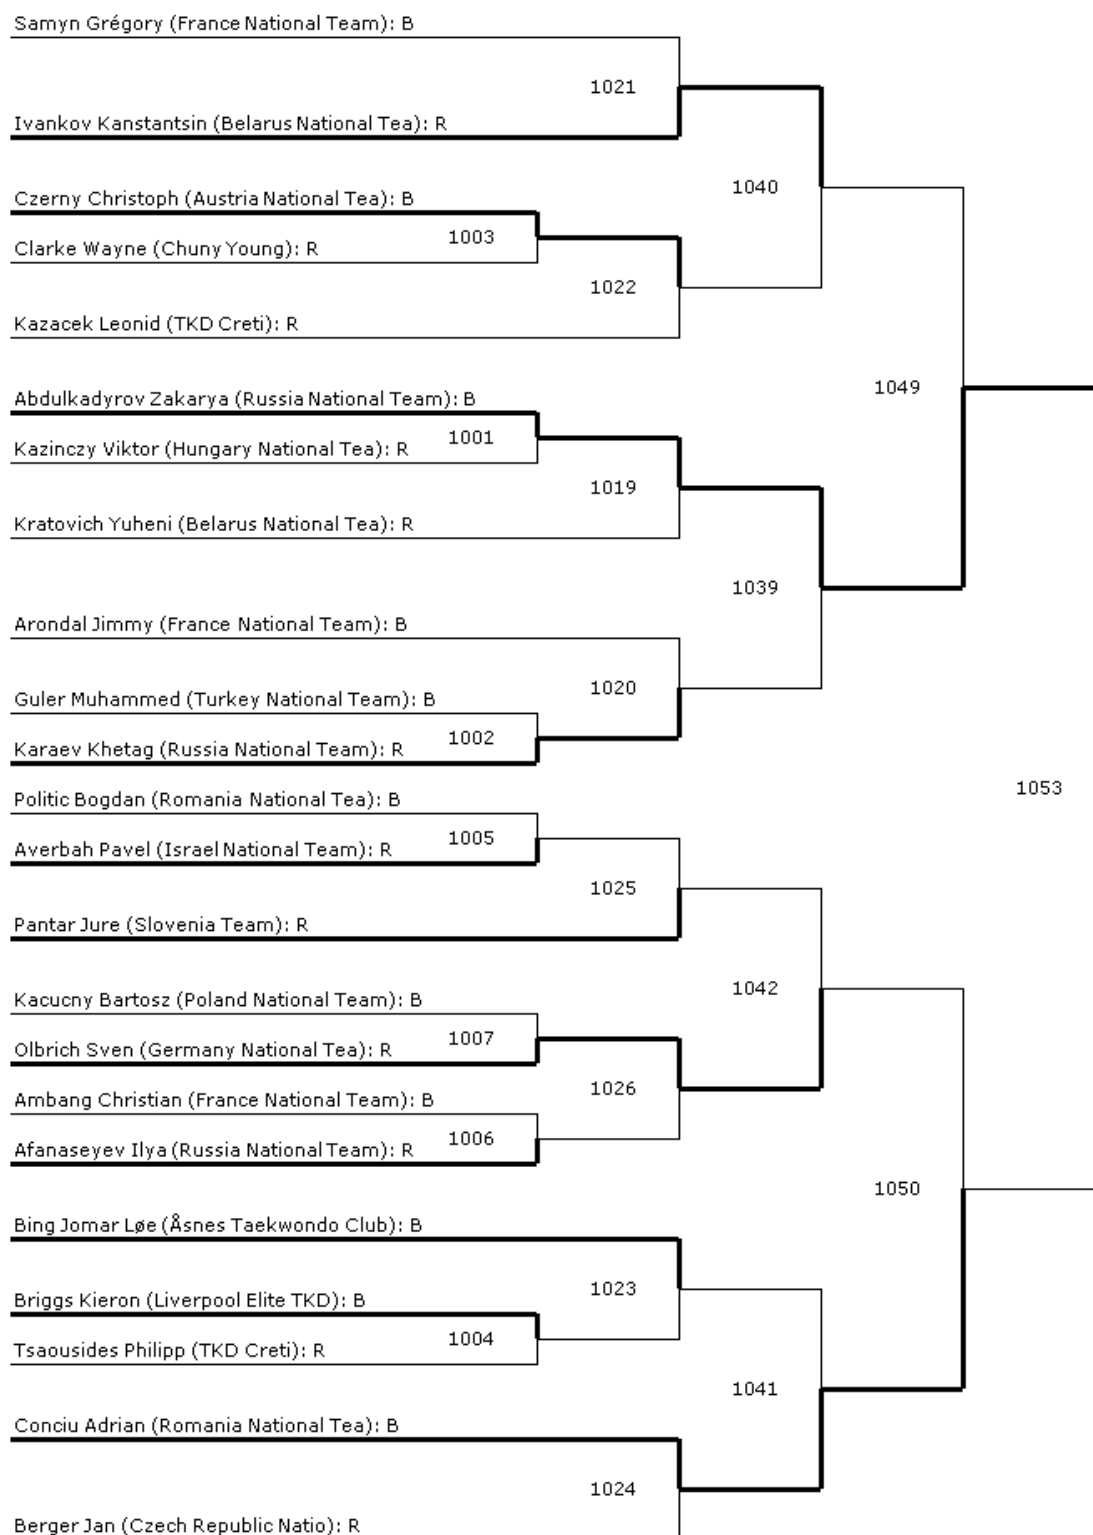 Samyn Grégory (France National Team): B
1021
Ivankov Kanstantsin (Belarus National Tea): R
1040
Czerny Christoph (Austria National Tea): B
1003
Clarke Wayne (Chuny Young): R
1022
Kazacek Leonid (TKD Creti): R
1049
Abdulkadyrov Zakarya (Russia National Team): B
1001
Kazinczy Viktor (Hungary National Tea): R
1019
Kratovich Yuheni (Belarus National Tea): R
1039
Arondal Jimmy (France National Team): B
1020
Guler Muhammed (Turkey National Team): B
1002
Karaev Khetag (Russia National Team): R
1053
Politic Bogdan (Romania National Tea): B
1005
Averbah Pavel (Israel National Team): R
1025
Pantar Jure (Slovenia Team): R
1042
Kacucny Bartosz (Poland National Team): B
1007
Olbrich Sven (Germany National Tea): R
1026
Ambang Christian (France National Team): B
1006
Afanaseyev Ilya (Russia National Team): R
1050
Bing Jomar Løe (Åsnes Taekwondo Club): B
1023
Briggs Kieron (Liverpool Elite TKD): B
1004
Tsaousides Philipp (TKD Creti): R
1041
Conciu Adrian (Romania National Tea): B
1024
Berger Jan (Czech Republic Natio): R